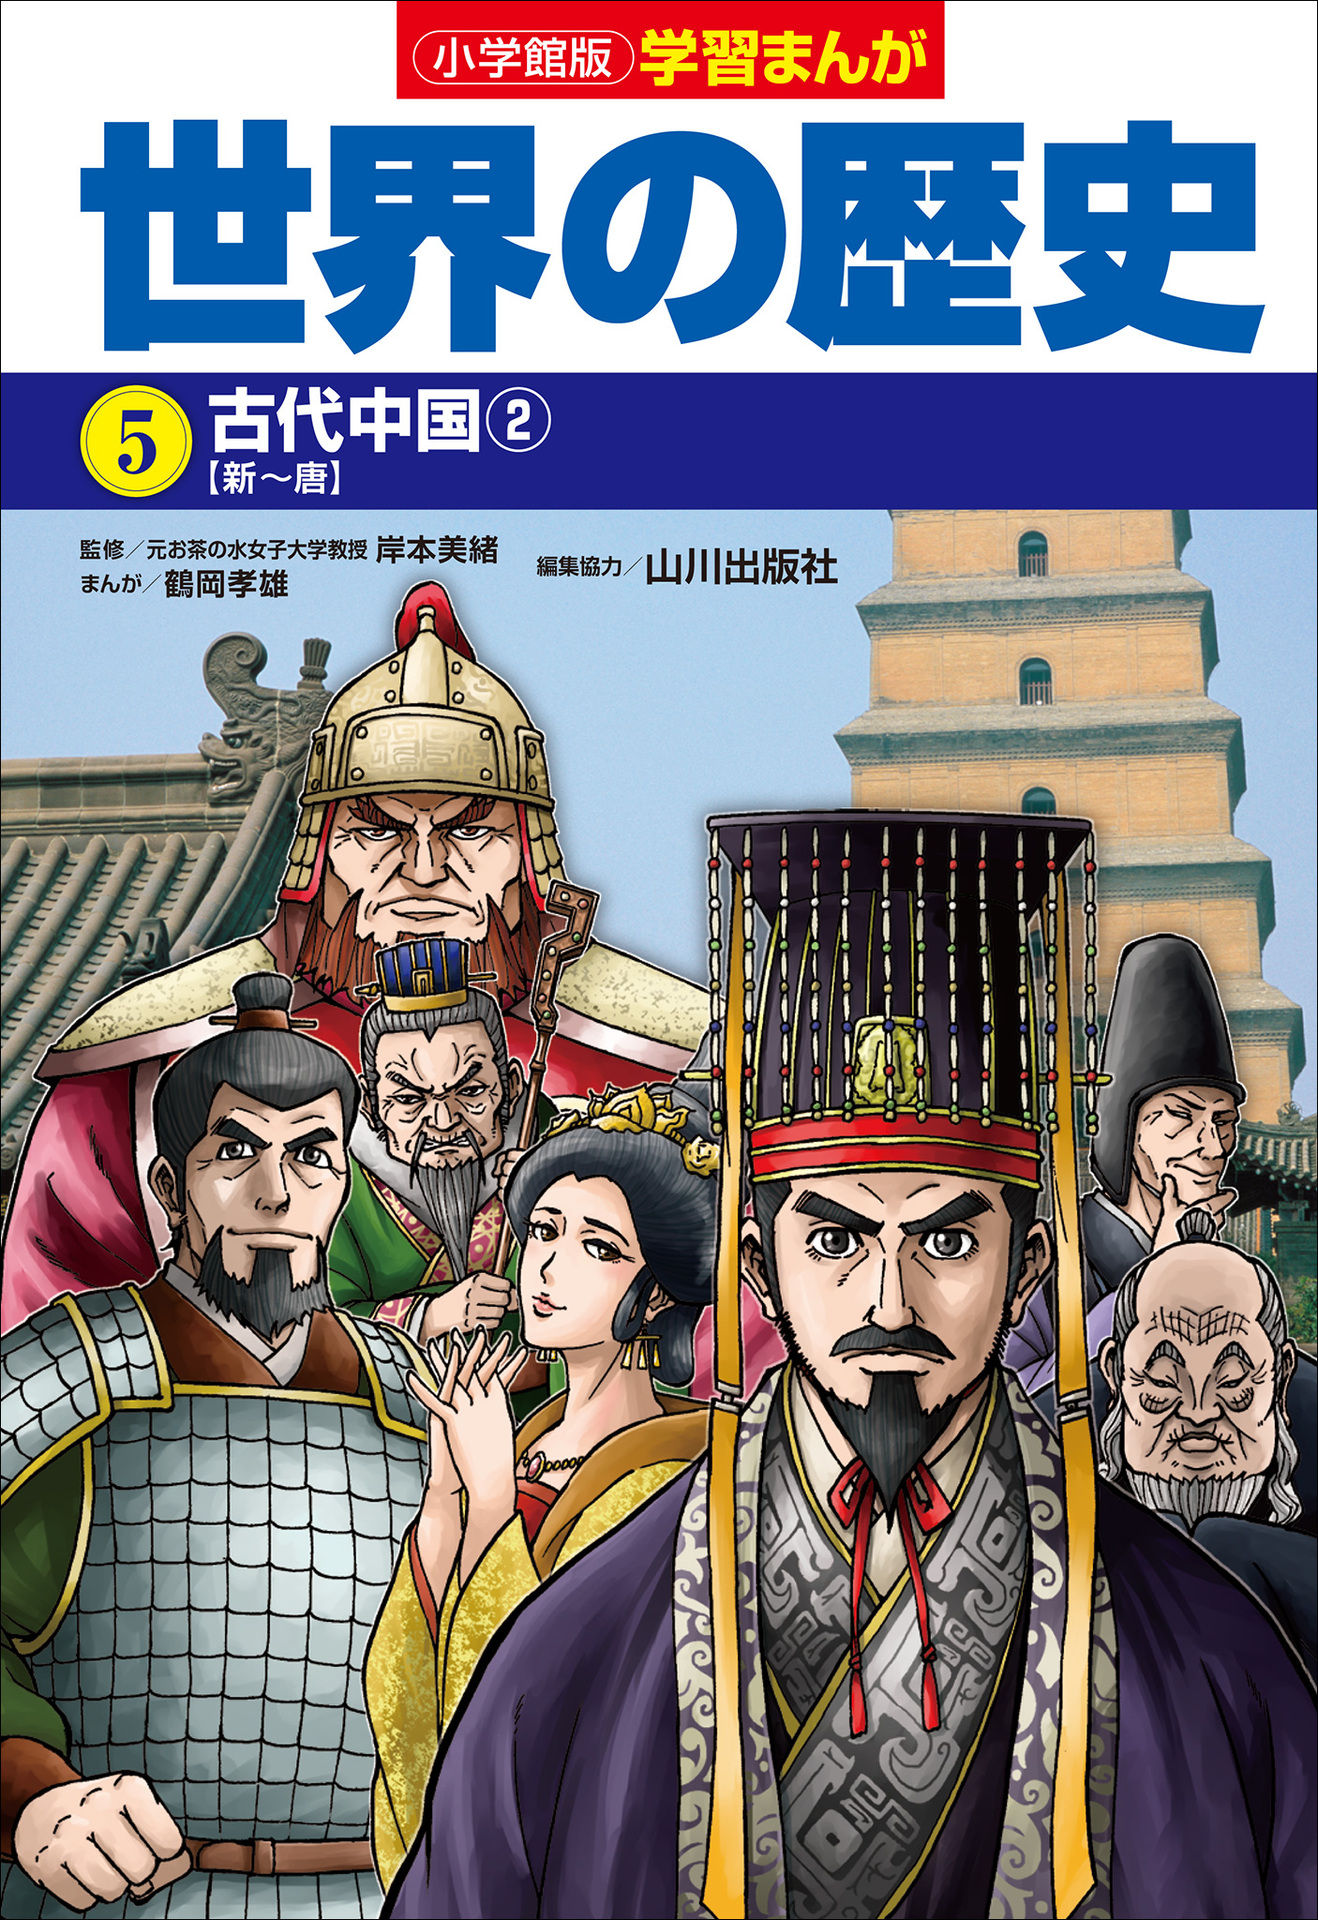 小学館版 学習まんが
世界の歴史
5 古代中国②
【新～唐】
監修／元お茶の水女子大学教授 岸本美緒
まんが／鶴岡孝雄
編集協力／山川出版社